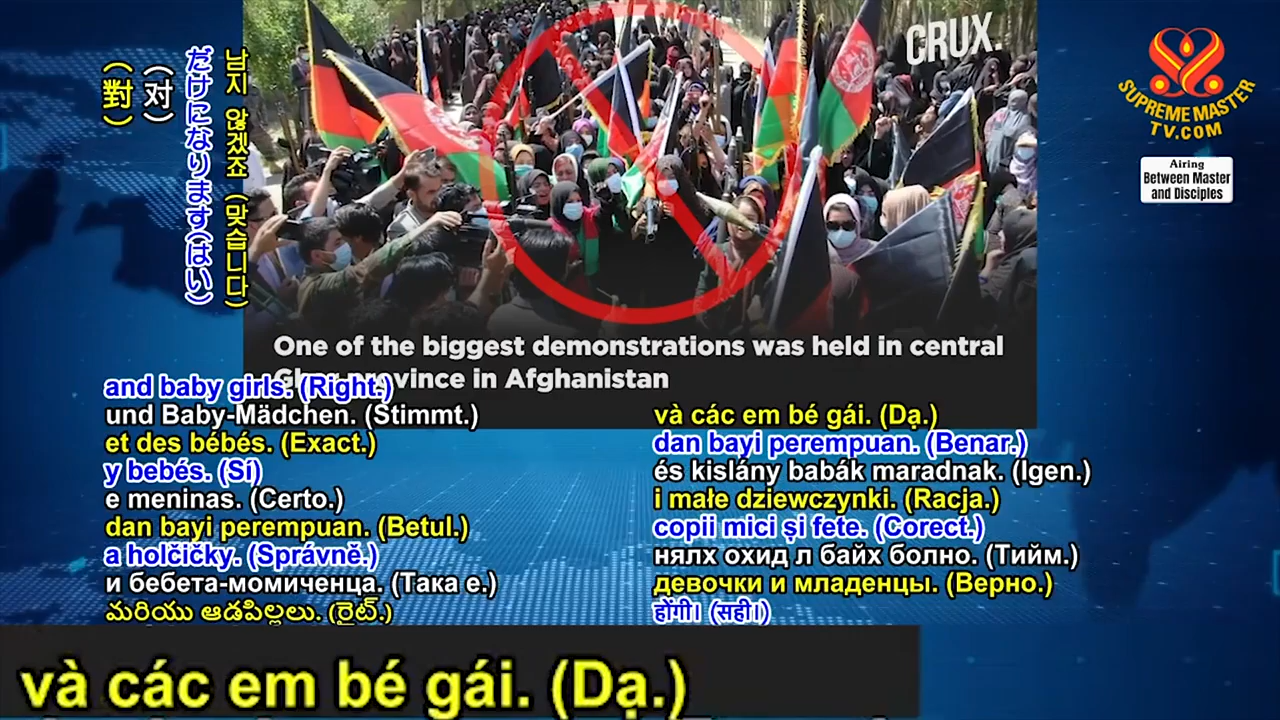 CRUX
SUPREME MASTER
TV.COM
Airing
Between Master
and Disciples
남지 않겠죠 (맞습니다)
だけになります(はい)
(对)
(對)
One of the biggest demonstrations was held in central
province in Afghanistan
and baby girls. (Right.)
und Baby-Mädchen. (Stimmt.)
et des bébés. (Exact.)
y bebés. (Sí)
e meninas. (Certo.)
dan bayi perempuan. (Betul.)
a holčičky. (Správně.)
и бебета-момиченца. (Така е.)
మరియు ఆడపిల్లలు. (రైట్.)
và các em bé gái. (Dạ.)
dan bayi perempuan. (Benar.)
és kislány babák maradnak. (Igen.)
i małe dziewczynki. (Racja.)
copii mici și fete. (Corect.)
нялх охид л байх болно. (Тийм.)
девочки и младенцы. (Верно.)
होंगी। (सही।)
và các em bé gái. (Dạ.)